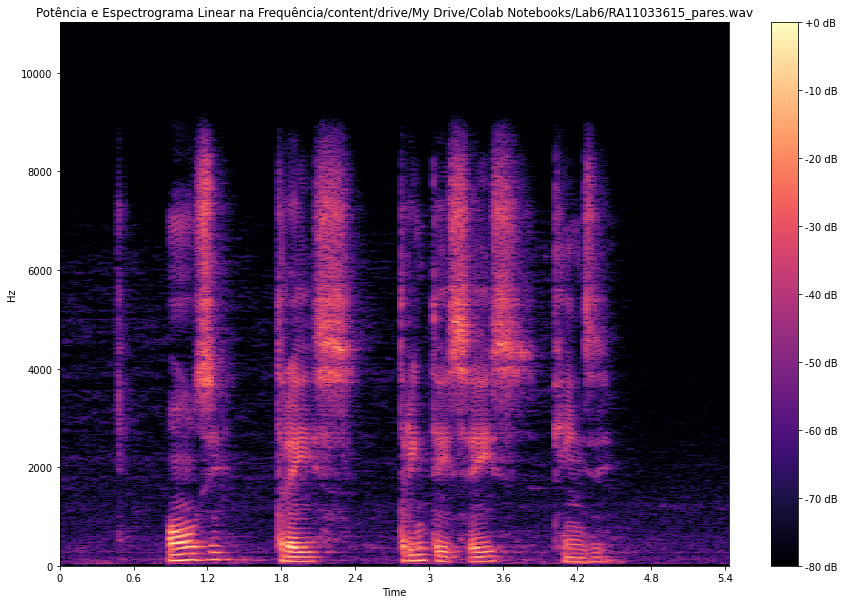 Potência e Espectrograma Linear na Frequência/content/drive/My Drive/Colab Notebooks/Lab6/RA11033615_pares.wav
+0 dB
10000
-10 dB
8000
-20 dB
-30 dB
6000
Hz
-40 dB
4000
-50 dB
-60 dB
2000
-70 dB
0
-80 dB
0 0.6 1.2 1.8 2.4 3 3.6 4.2 4.8 5.4
Time